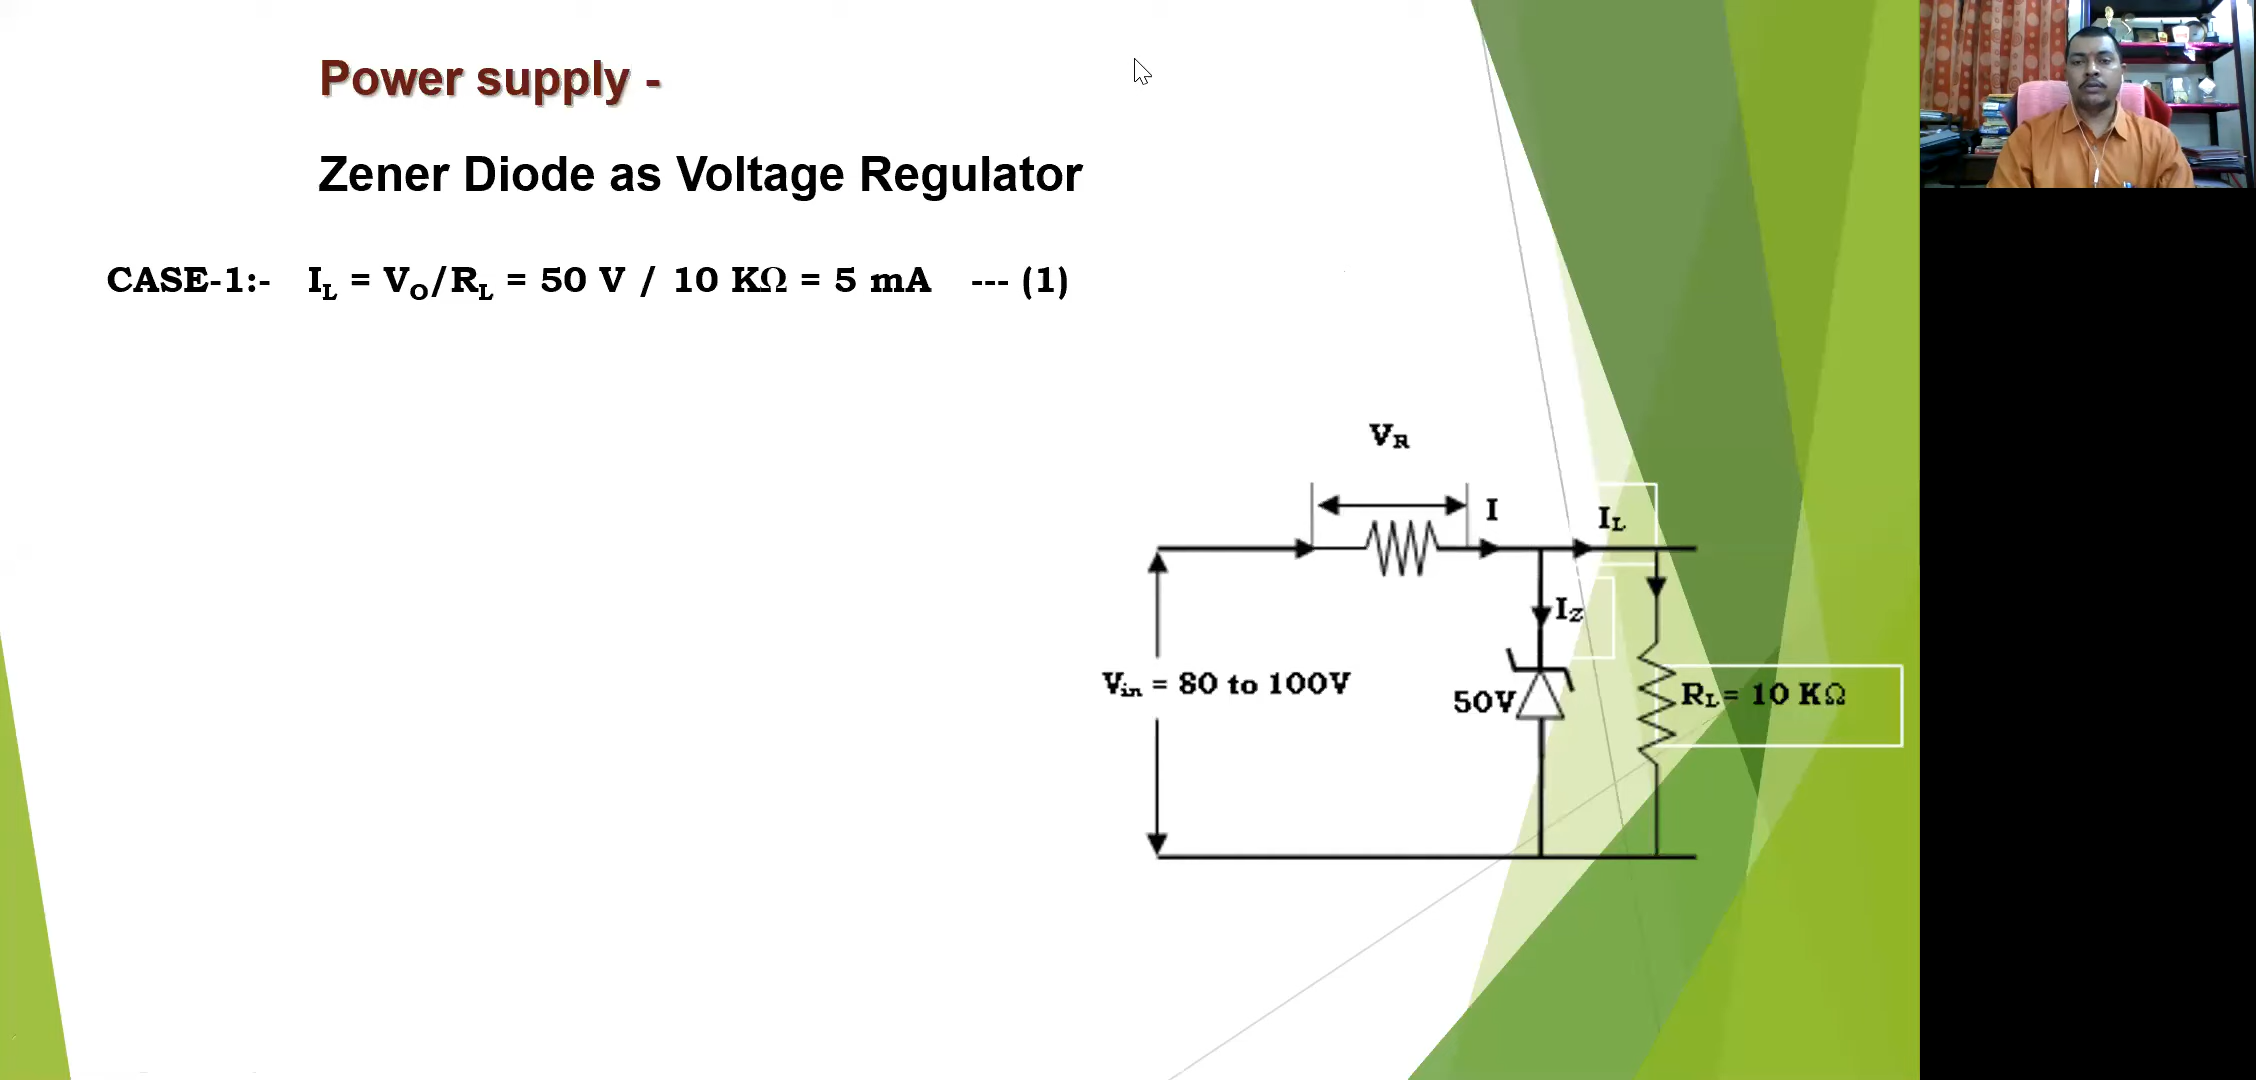 Power supply -
Zener Diode as Voltage Regulator
CASE-1:- I_L = V_O/R_L = 50 V / 10 KΩ = 5 mA --- (1)
V_R
I
I_L
I_Z
V_in = 80 to 100V
50V
R_L = 10 KΩ